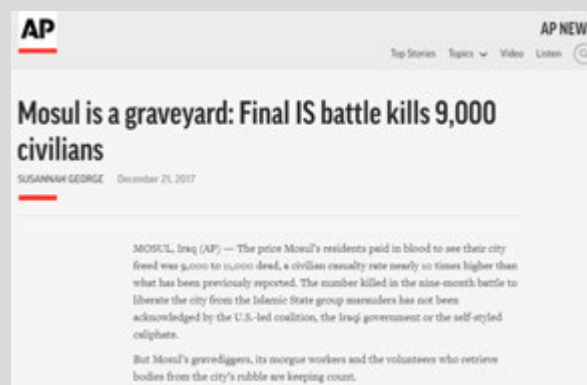 AP
AP NEW
Top Stories Topics Video Listen
Mosul is a graveyard: Final IS battle kills 9,000
civilians
SUSANNAH GEORGE December 21, 2017
MOSUL, Iraq (AP) — The price Mosul's residents paid in blood to see their city
freed was 9,000 to 11,000 dead, a civilian casualty rate nearly 10 times higher than
what has been previously reported. The number killed in the nine-month battle to
liberate the city from the Islamic State group marauders has not been
acknowledged by the U.S.-led coalition, the Iraqi government or the self-styled
caliphate.
But Mosul's gravediggers, its morgue workers and the volunteers who retrieve
bodies from the city's rubble are keeping count.